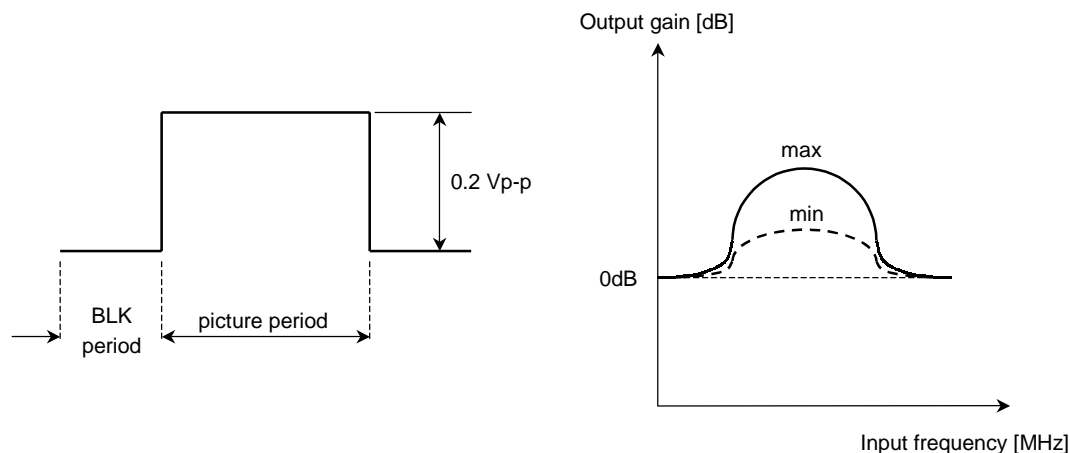 0.2 Vp-p
BLK
period
picture period
Output gain [dB]
max
min
0dB
Input frequency [MHz]